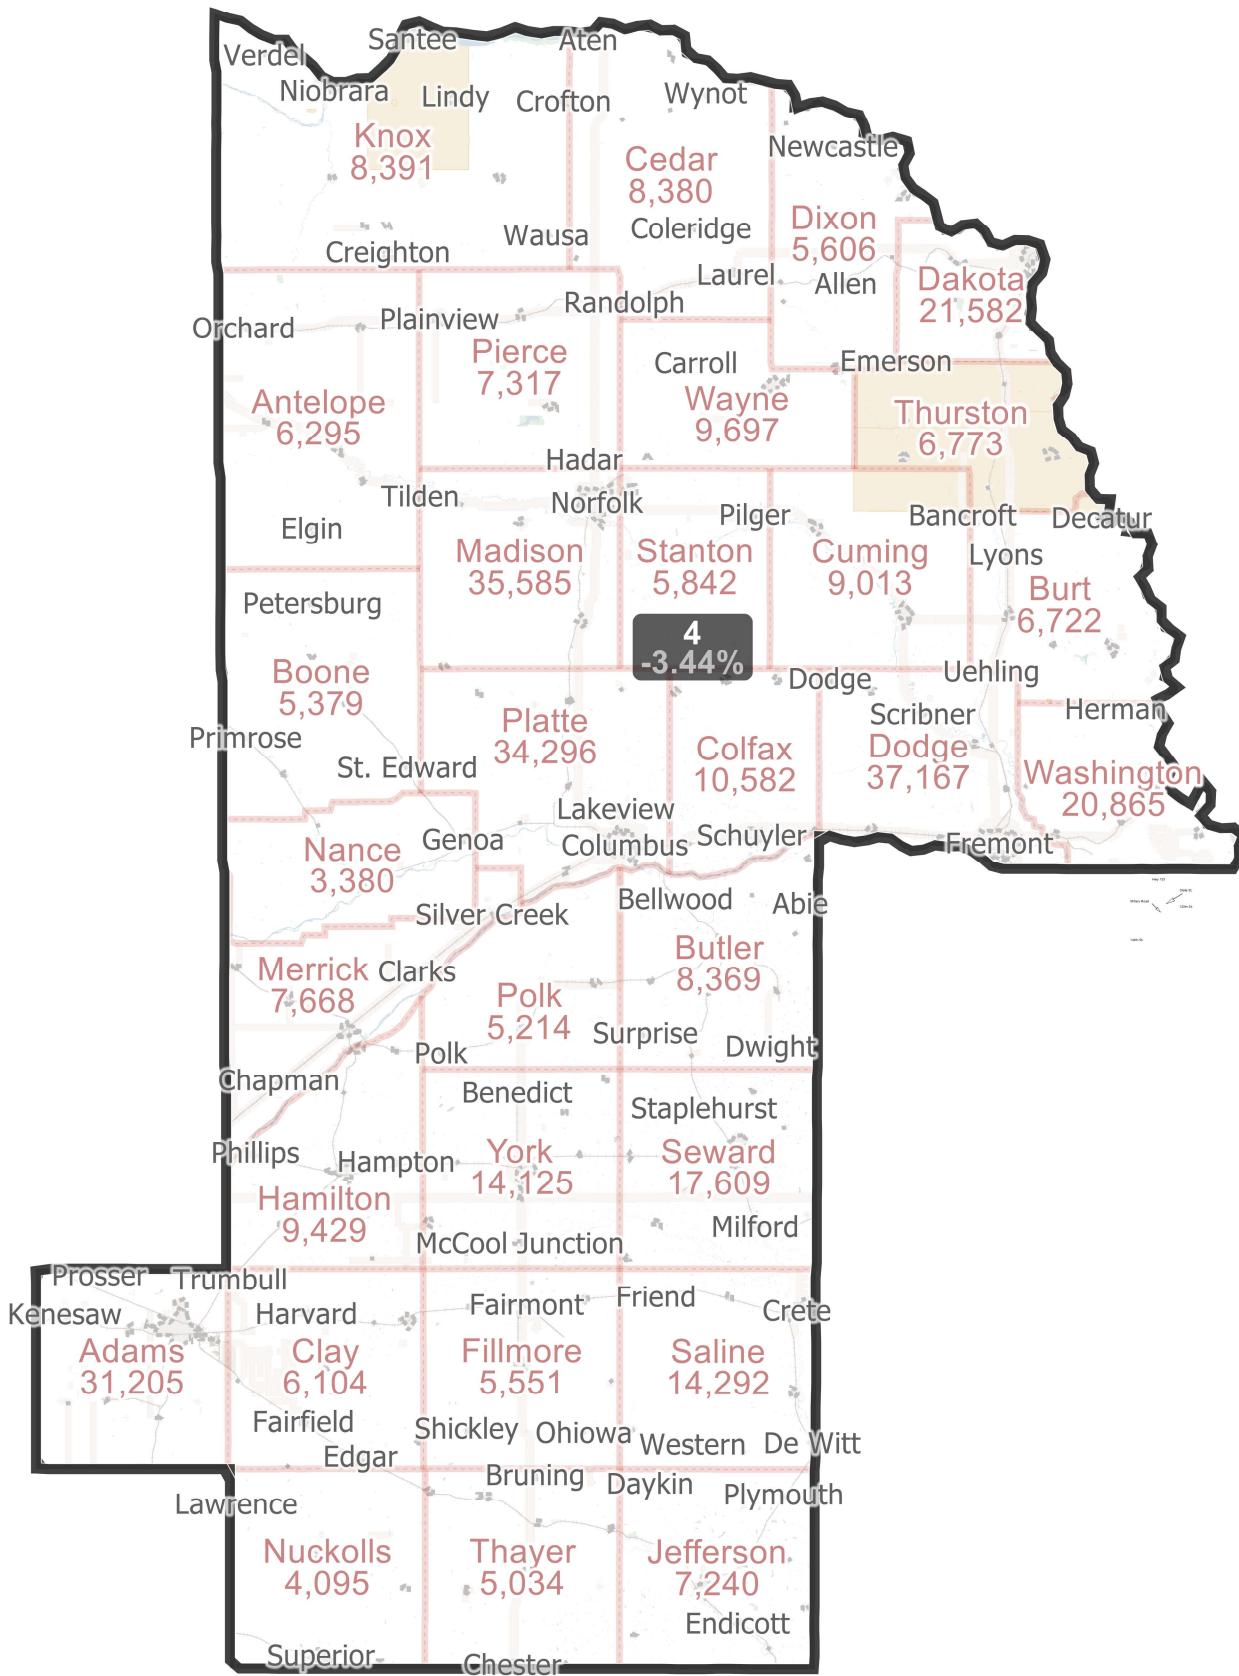 Santee
Aten
Verdel
Niobrara
Lindy
Crofton
Wynot
Knox
8,391
Newcastle
Cedar
8,380
Dixon
5,606
Wausa
Coleridge
Creighton
Laurel
Allen
Dakota
21,582
Randolph
Orchard
Plainview
Pierce
7,317
Carroll
Emerson
Antelope
6,295
Wayne
9,697
Thurston
6,773
Hadar
Tilden
Norfolk
Pilger
Bancroft
Decatur
Elgin
Madison
35,585
Stanton
5,842
Cuming
9,013
Lyons
Burt
6,722
Petersburg
4
-3.44%
Boone
5,379
Dodge
Uehling
Platte
34,296
Scribner
Herman
Primrose
Colfax
10,582
Dodge
37,167
St. Edward
Washington
20,865
Lakeview
Genoa
Columbus
Schuyler
Fremont
Nance
3,380
Bellwood
Abie
Silver Creek
Butler
8,369
Merrick
7,668
Clarks
Polk
5,214
Surprise
Dwight
Polk
Chapman
Benedict
Staplehurst
Phillips
Hampton
York
14,125
Seward
17,609
Hamilton
9,429
Milford
McCool Junction
Prosser
Trumbull
Kenesaw
Harvard
Fairmont
Friend
Crete
Adams
31,205
Clay
6,104
Fillmore
5,551
Saline
14,292
Fairfield
Shickley
Ohiowa
Western
De Witt
Edgar
Bruning
Daykin
Plymouth
Lawrence
Nuckolls
4,095
Thayer
5,034
Jefferson
7,240
Endicott
Superior
Chester